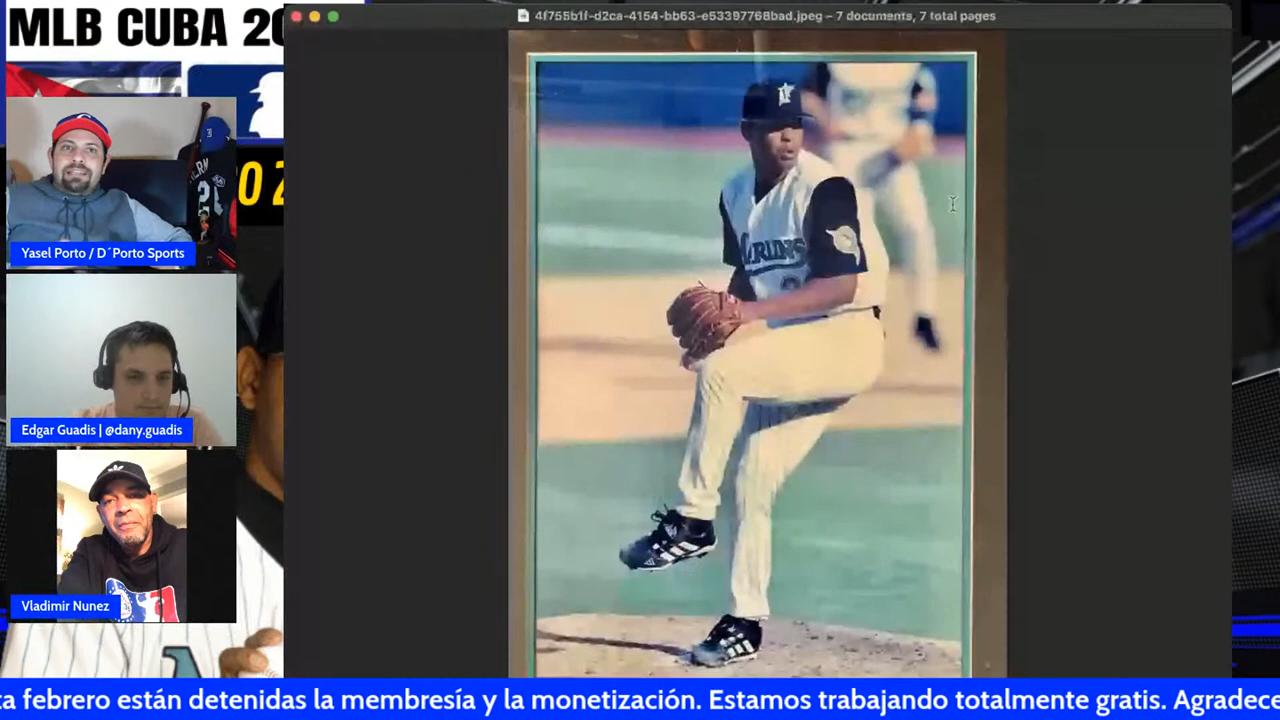 MLB CUBA 20
4f755b1f-d2ca-4154-bb63-e53397768bad.jpeg – 7 documents, 7 total pages
02
Yasel Porto / D´Porto Sports
Edgar Guadis | @dany.guadis
Vladimir Nunez
ta febrero están detenidas la membresía y la monetización. Estamos trabajando totalmente gratis. Agradece